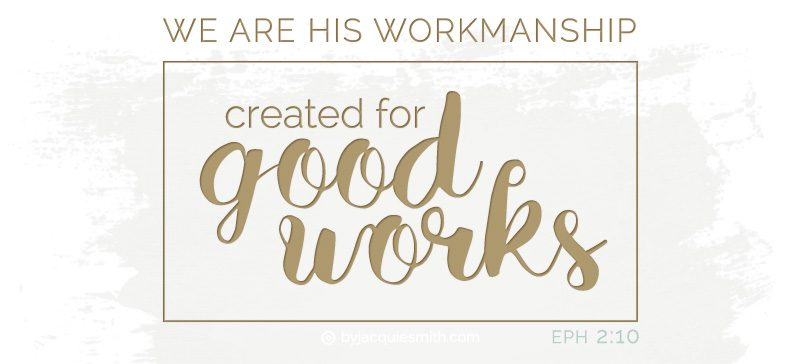 WE ARE HIS WORKMANSHIP
created for
good
works
byjacquiesmith.com
EPH 2:10